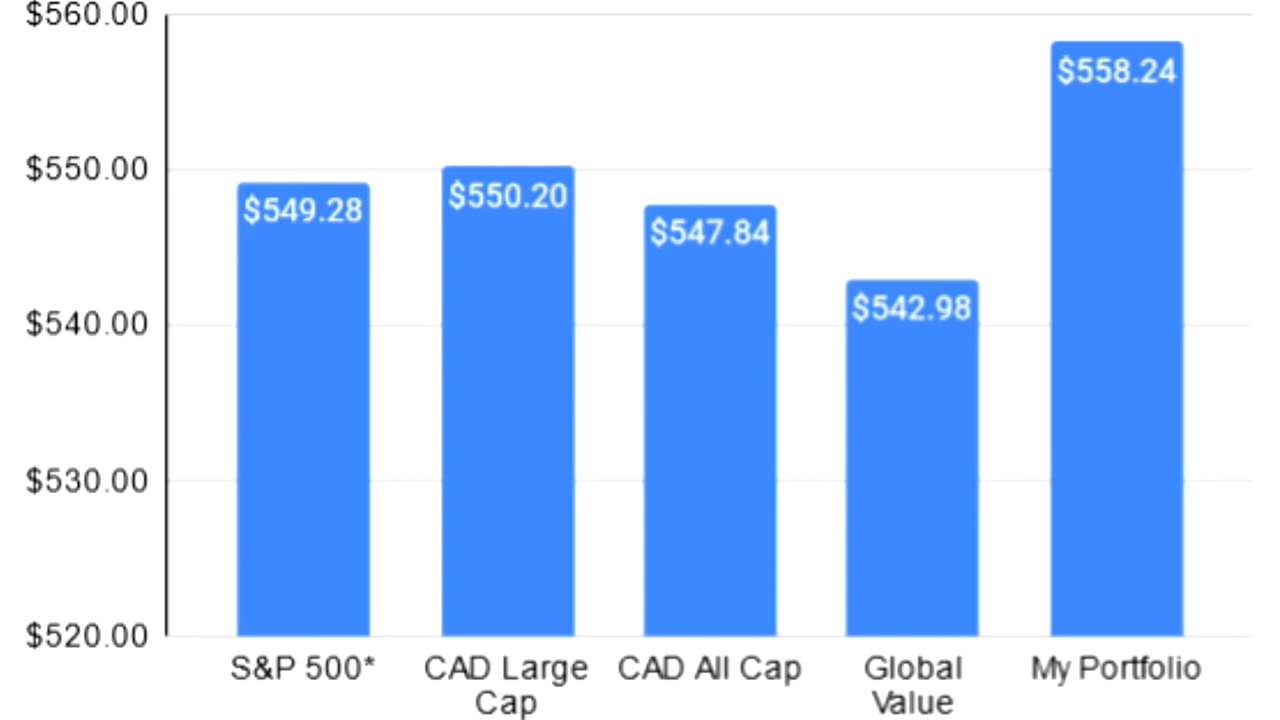 $560.00
$550.00
$540.00
$530.00
$520.00
$549.28
$550.20
$547.84
$542.98
$558.24
S&P 500*
CAD Large
Cap
CAD All Cap
Global
Value
My Portfolio